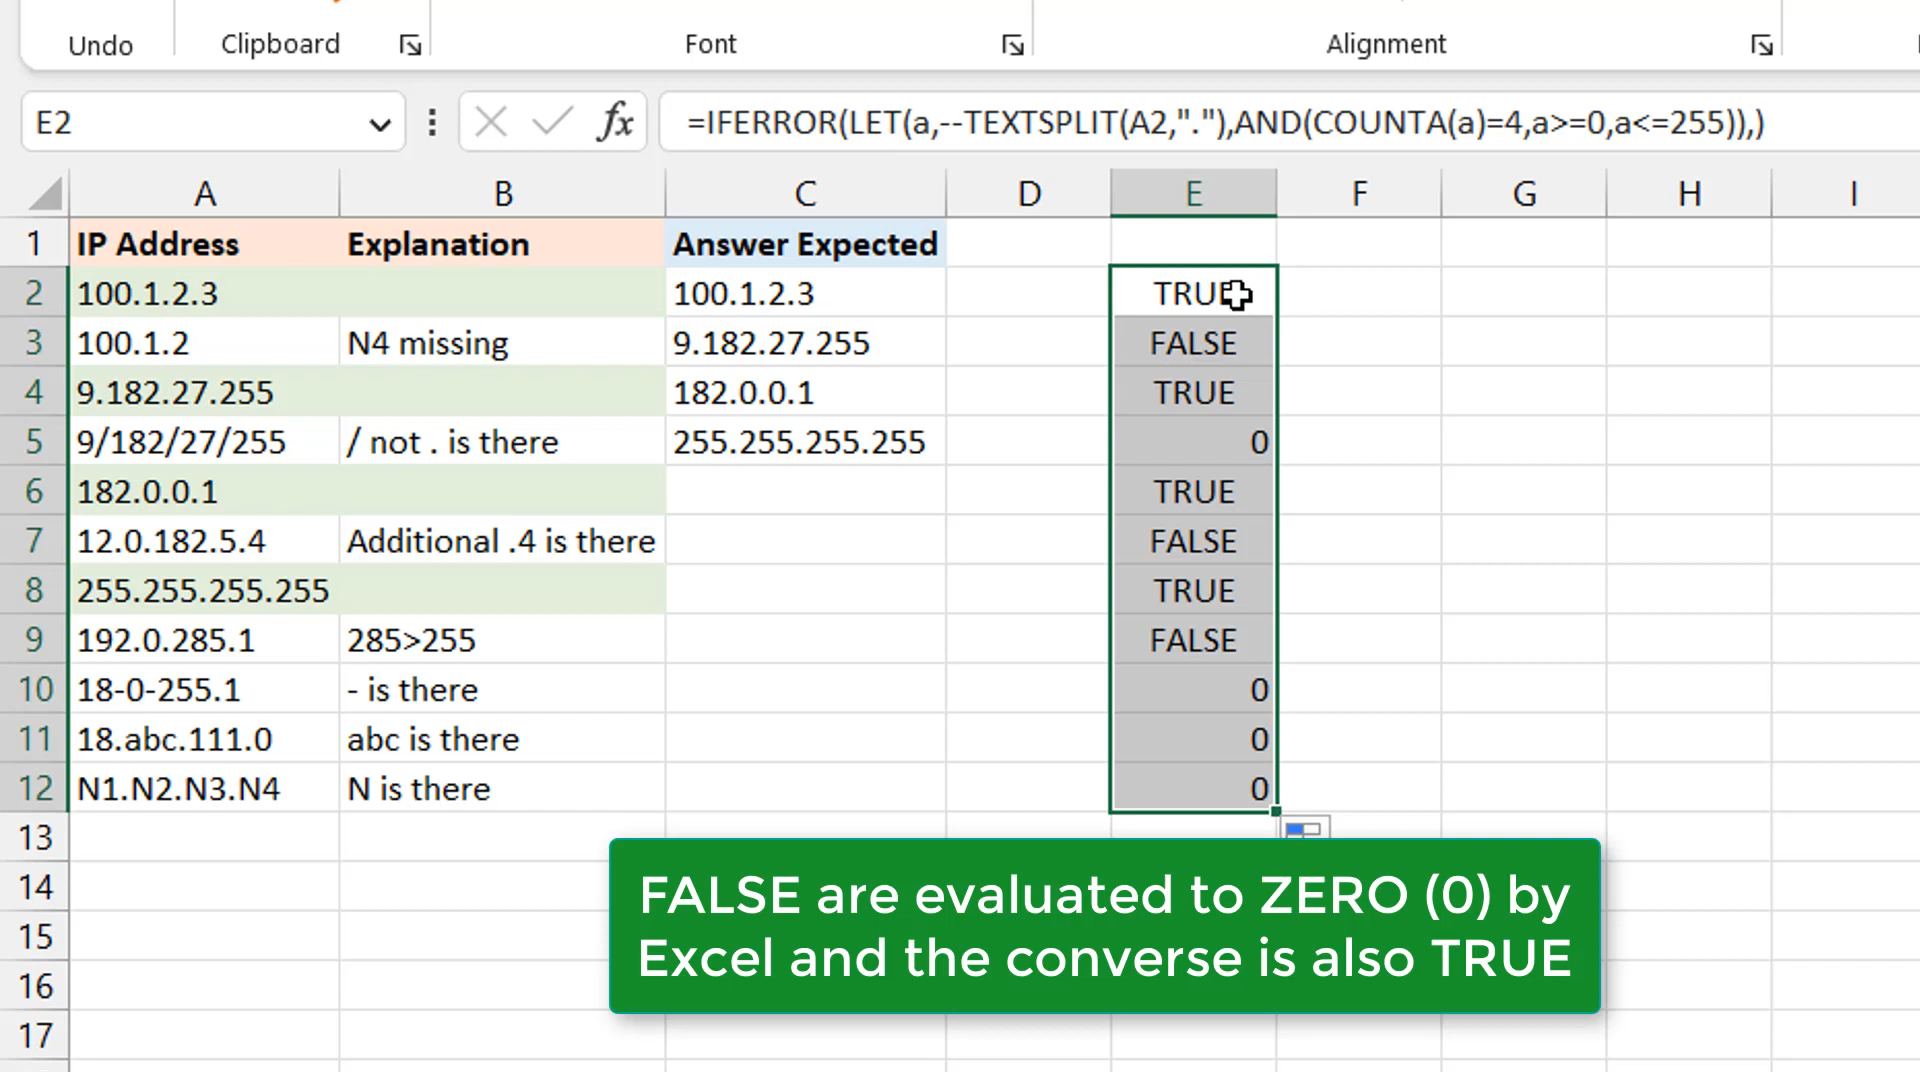 Undo Clipboard Font Alignment
E2 fx =IFERROR(LET(a,--TEXTSPLIT(A2,"."),AND(COUNTA(a)=4,a>=0,a<=255)),)
A B C D E F G H I
1 IP Address Explanation Answer Expected
2 100.1.2.3 100.1.2.3 TRUE
3 100.1.2 N4 missing 9.182.27.255 FALSE
4 9.182.27.255 182.0.0.1 TRUE
5 9/182/27/255 / not . is there 255.255.255.255 0
6 182.0.0.1 TRUE
7 12.0.182.5.4 Additional .4 is there FALSE
8 255.255.255.255 TRUE
9 192.0.285.1 285>255 FALSE
10 18-0-255.1 - is there 0
11 18.abc.111.0 abc is there 0
12 N1.N2.N3.N4 N is there 0
13
14
15
16
17
FALSE are evaluated to ZERO (0) by
Excel and the converse is also TRUE